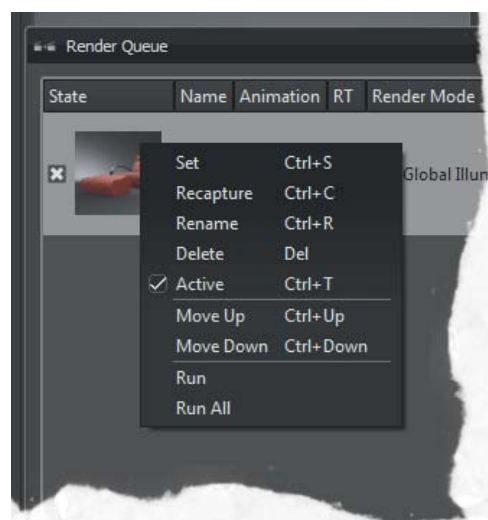 Render Queue
State Name Animation RT Render Mode
Global Illum
Set Ctrl+S
Recapture Ctrl+C
Rename Ctrl+R
Delete Del
Active Ctrl+T
Move Up Ctrl+Up
Move Down Ctrl+Down
Run
Run All